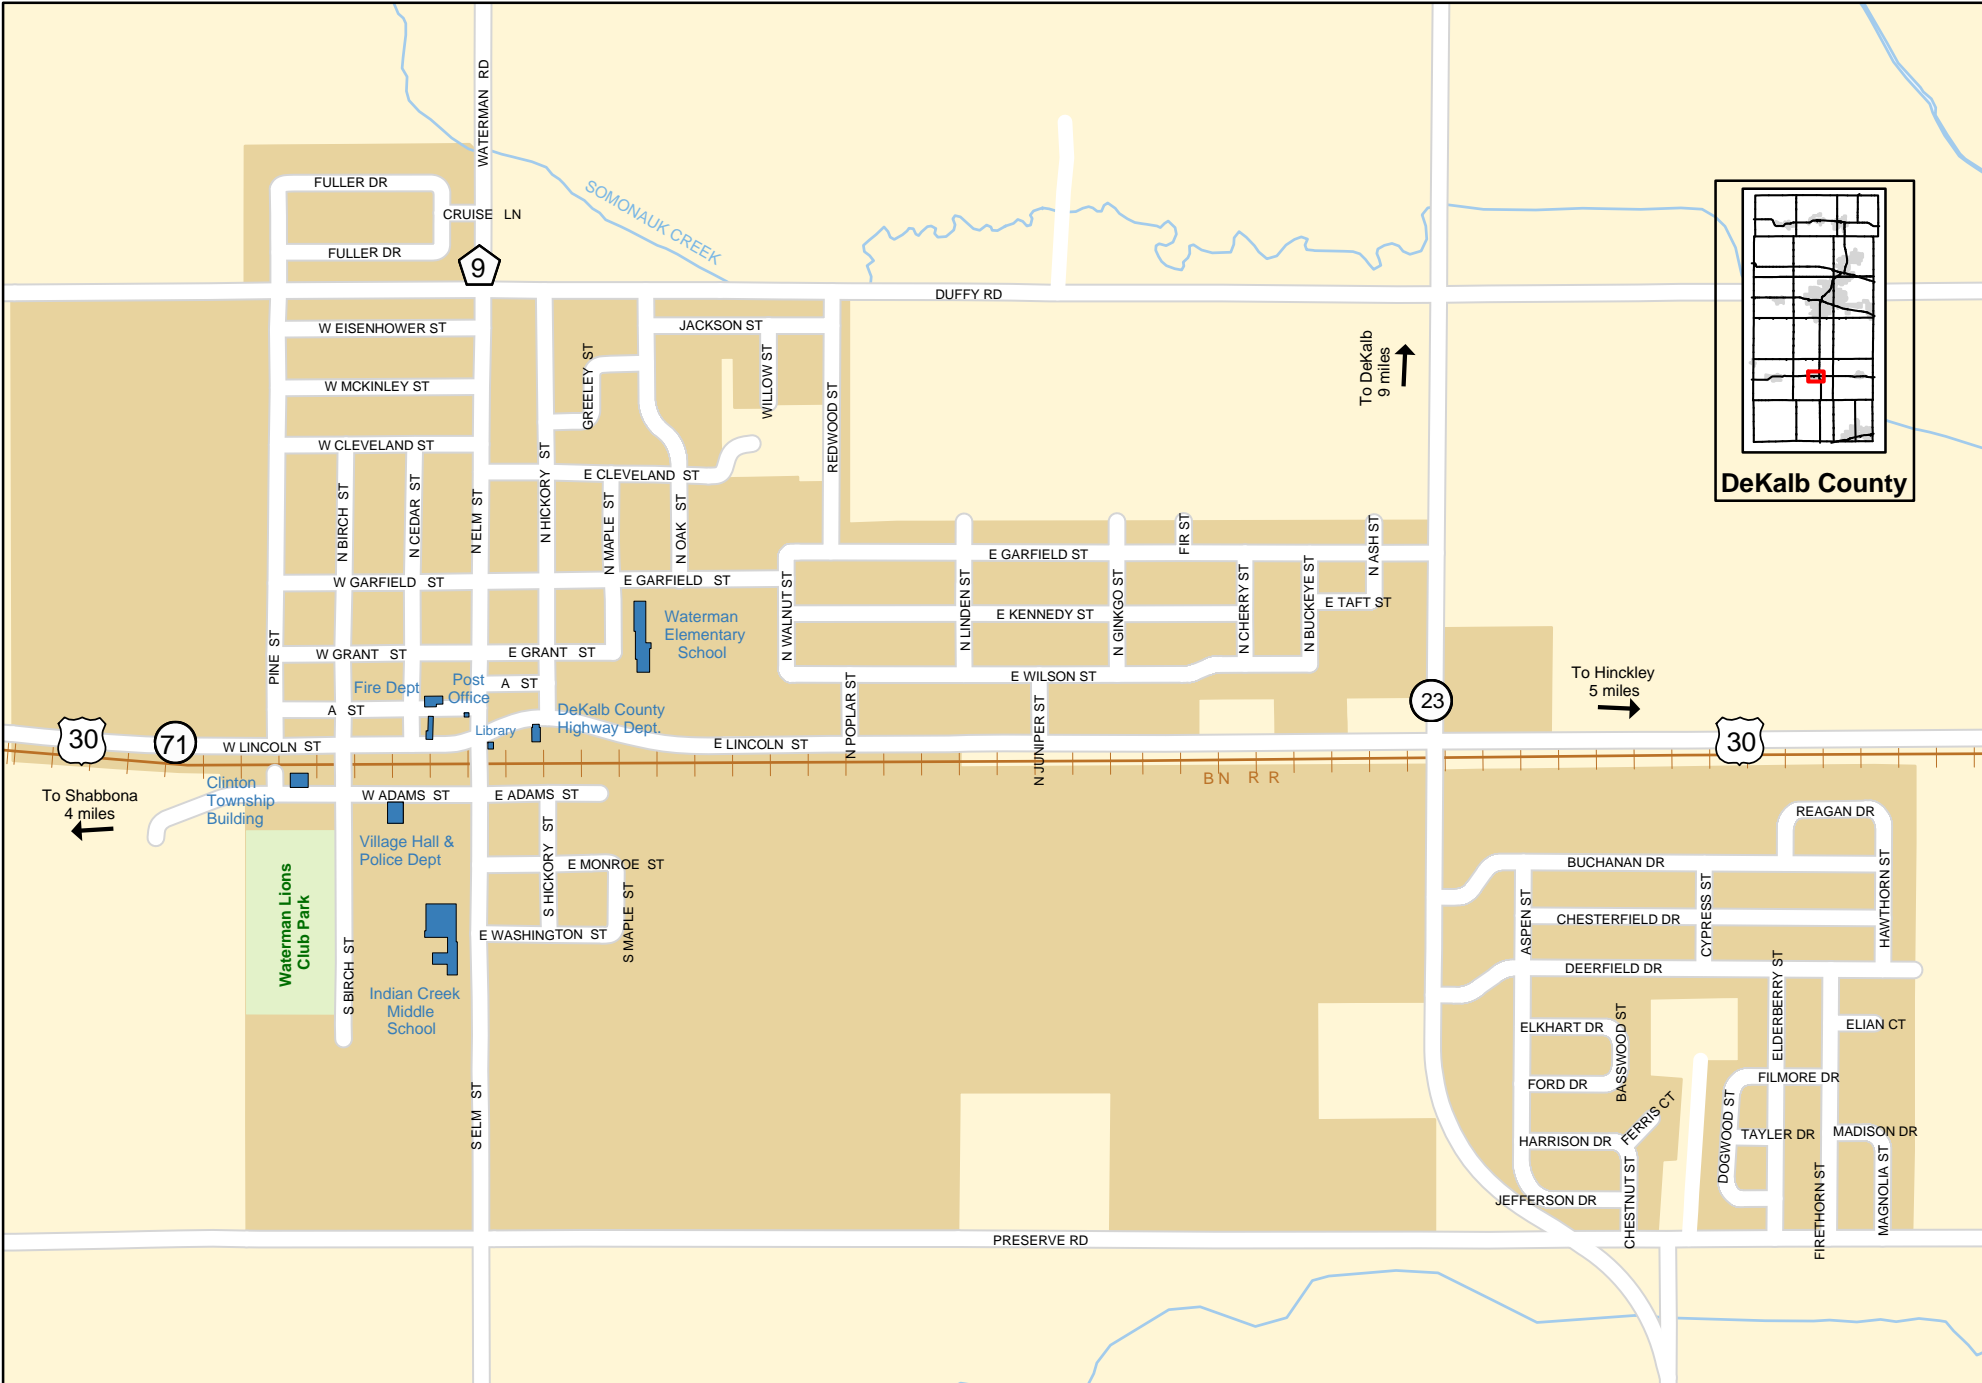 WATERMAN RD
FULLER DR
CRUISE LN
FULLER DR
SOMONAUK CREEK
9
DUFFY RD
W EISENHOWER ST
JACKSON ST
W MCKINLEY ST
GREELEY ST
WILLOW ST
REDWOOD ST
To DeKalb
9 miles
DeKalb County
W CLEVELAND ST
E CLEVELAND ST
N BIRCH ST
N CEDAR ST
N ELM ST
N HICKORY ST
N MAPLE ST
N OAK ST
FIR ST
N ASH ST
E GARFIELD ST
W GARFIELD ST
E GARFIELD ST
N WALNUT ST
N LINDEN ST
N GINKGO ST
N CHERRY ST
N BUCKEYE ST
E TAFT ST
E KENNEDY ST
Waterman
Elementary
School
PINE ST
W GRANT ST
E GRANT ST
E WILSON ST
A ST
Fire Dept
Post
Office
A ST
DeKalb County
Highway Dept.
Library
N POPLAR ST
N JUNIPER ST
23
To Hinckley
5 miles
30
71
W LINCOLN ST
E LINCOLN ST
30
BN R R
Clinton
Township
Building
To Shabbona
4 miles
W ADAMS ST
E ADAMS ST
Village Hall &
Police Dept
S HICKORY ST
E MONROE ST
S MAPLE ST
E WASHINGTON ST
Waterman Lions
Club Park
S BIRCH ST
Indian Creek
Middle
School
S ELM ST
REAGAN DR
BUCHANAN DR
HAWTHORN ST
ASPEN ST
CYPRESS ST
CHESTERFIELD DR
DEERFIELD DR
ELDERBERRY ST
ELKHART DR
BASSWOOD ST
ELIAN CT
FORD DR
FILMORE DR
FERRIS CT
DOGWOOD ST
HARRISON DR
TAYLER DR
MADISON DR
CHESTNUT ST
FIRETHORN ST
MAGNOLIA ST
JEFFERSON DR
PRESERVE RD